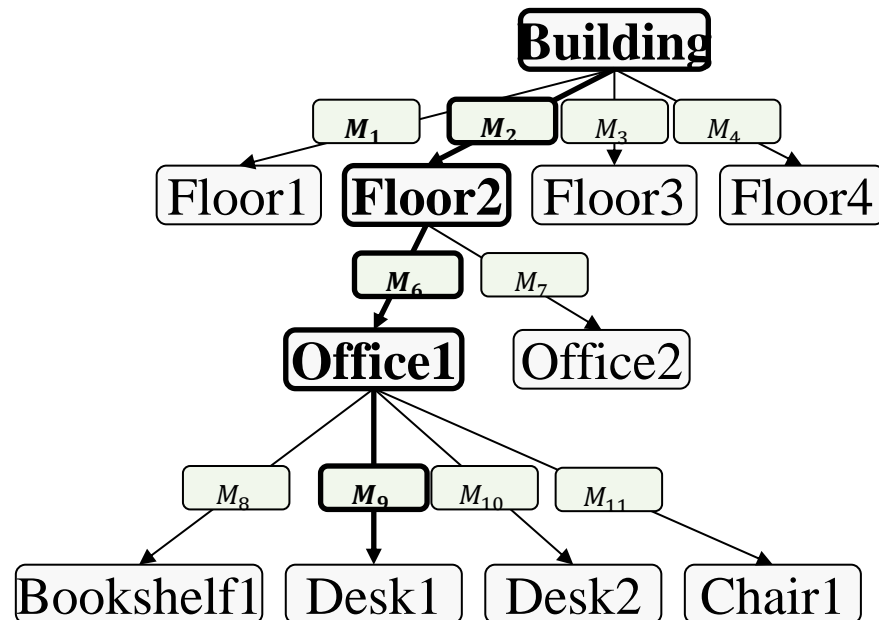 Building
M₁ M₂ M₃ M₄
Floor1 Floor2 Floor3 Floor4
M₆ M₇
Office1 Office2
M₈ M₉ M₁₀ M₁₁
Bookshelf1 Desk1 Desk2 Chair1